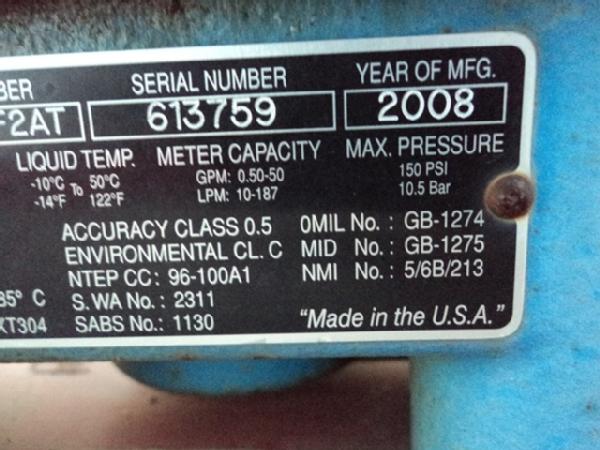 BER SERIAL NUMBER YEAR OF MFG.
F2AT 613759 2008
LIQUID TEMP. METER CAPACITY MAX. PRESSURE
-10°C To 50°C GPM: 0.50-50 150 PSI
-14°F 122°F LPM: 10-187 10.5 Bar
ACCURACY CLASS 0.5 OMIL No. : GB-1274
ENVIRONMENTAL CL. C MID No. : GB-1275
NTEP CC: 96-100A1 NMI No. : 5/6B/213
85° C S.WA No. : 2311
XT304 SABS No.: 1130 "Made in the U.S.A."